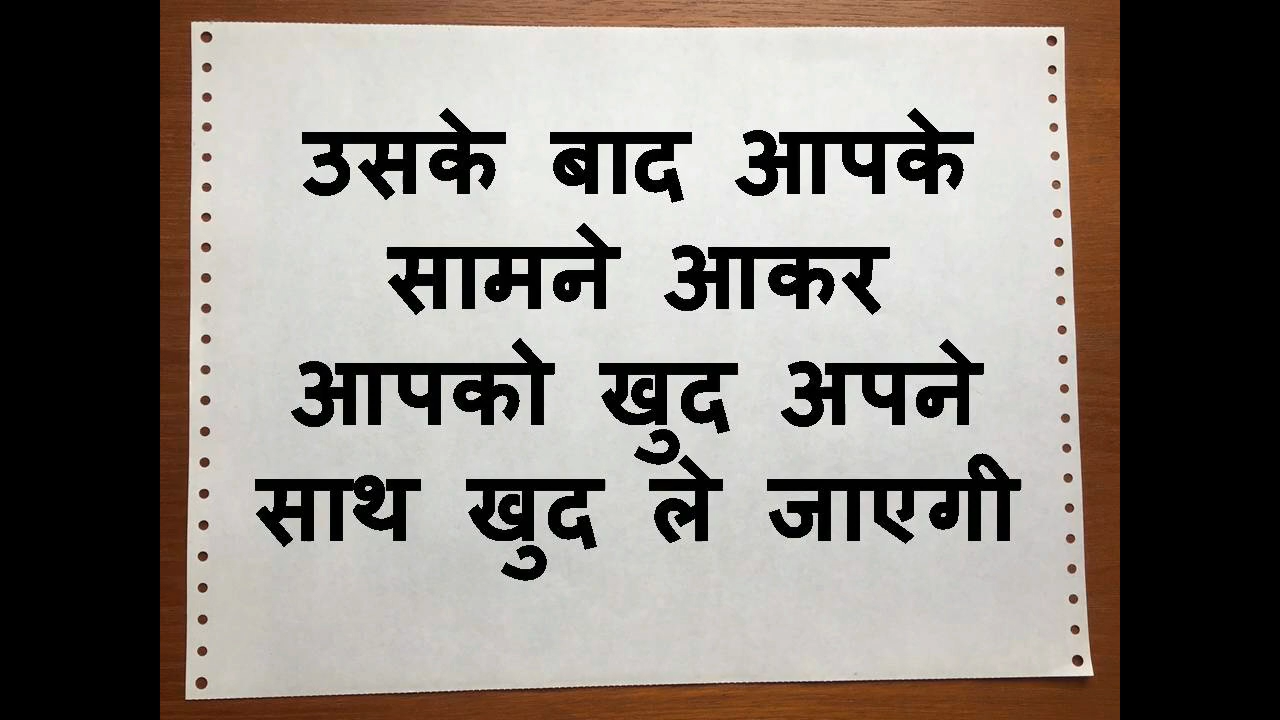 उसके बाद आपके
सामने आकर
आपको खुद अपने
साथ खुद ले जाएगी